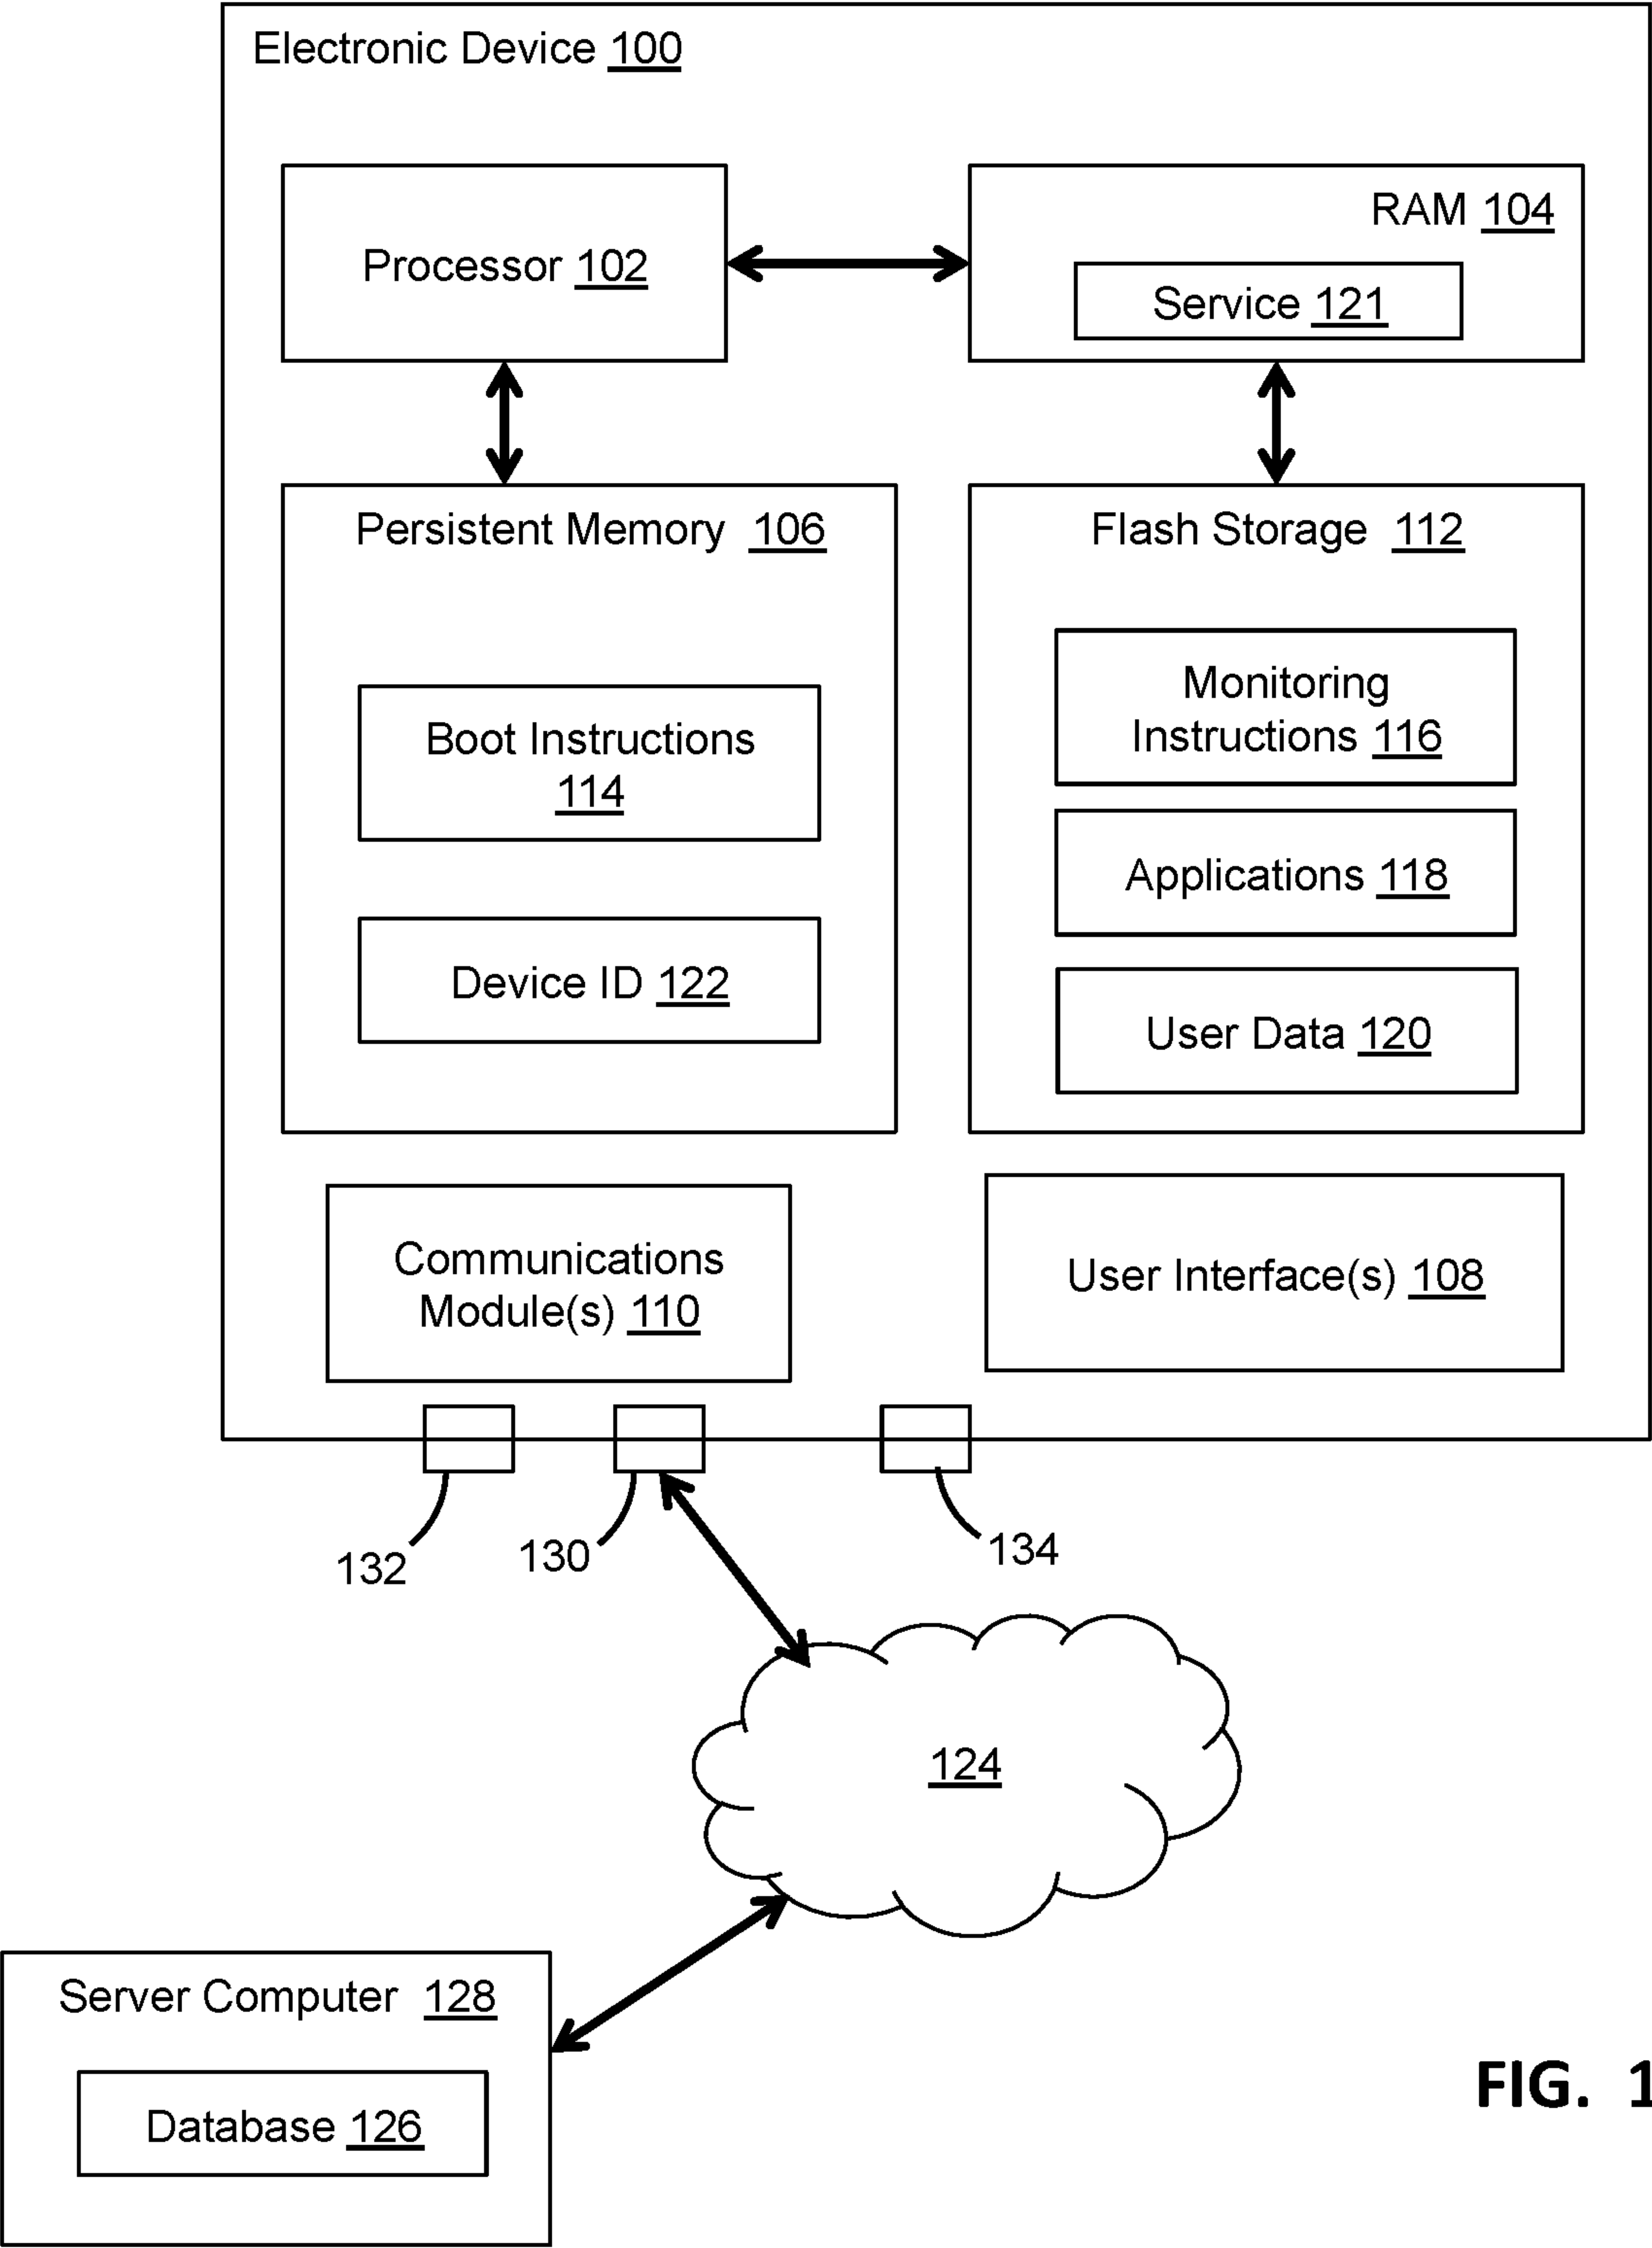 Electronic Device 100
Processor 102
RAM 104
Service 121
Persistent Memory 106
Boot Instructions
114
Device ID 122
Flash Storage 112
Monitoring
Instructions 116
Applications 118
User Data 120
Communications
Module(s) 110
User Interface(s) 108
132
130
134
124
Server Computer 128
Database 126
FIG. 1